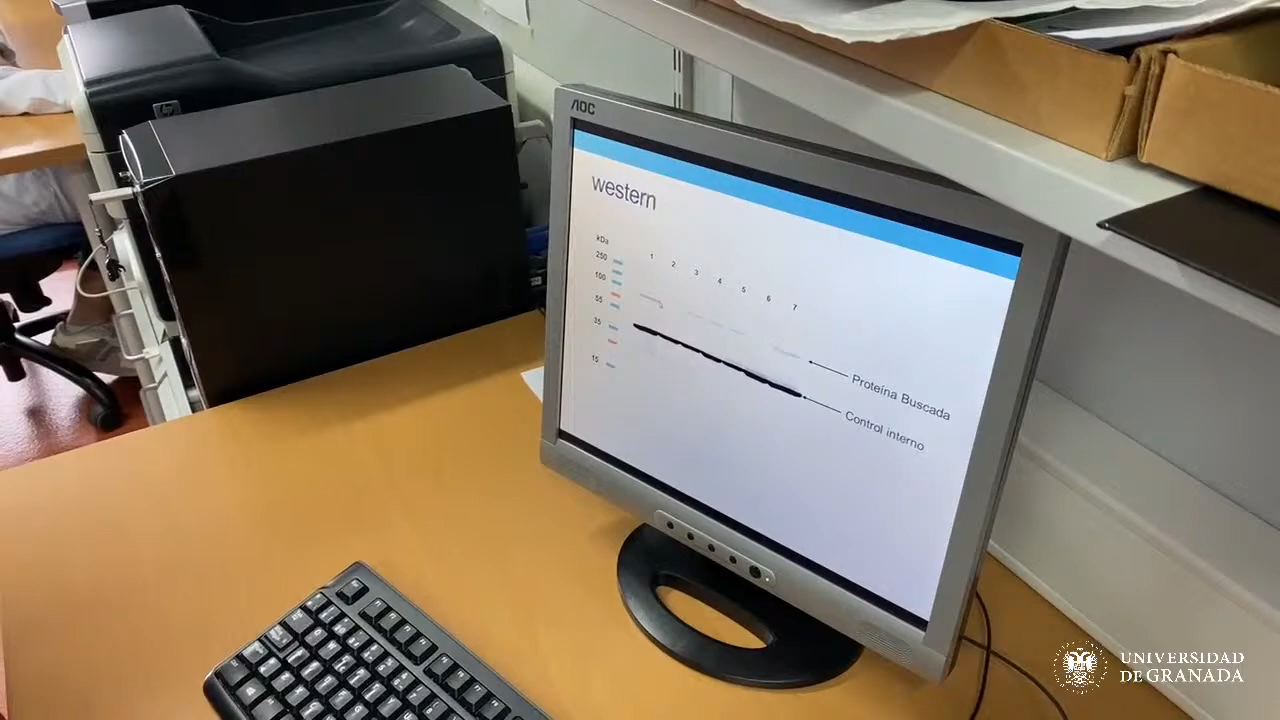 AOC
hp
western
kDa
250
100
55
35
15
1 2 3 4 5 6 7
Proteína Buscada
Control interno
UNIVERSIDAD
DE GRANADA